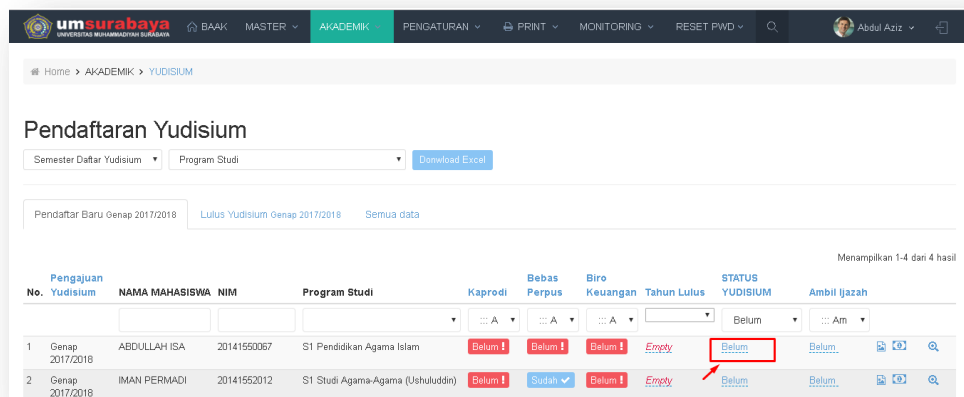 umsurabaya BAAK MASTER AKADEMIK PENGATURAN PRINT MONITORING RESET PWD Abdul Aziz
UNIVERSITAS MUHAMMADIYAH SURABAYA
Home > AKADEMIK > YUDISIUM
Pendaftaran Yudisium
Semester Daftar Yudisium Program Studi Donwload Excel
Pendaftar Baru Genap 2017/2018 Lulus Yudisium Genap 2017/2018 Semua data
Menampilkan 1-4 dari 4 hasil
No. Pengajuan Yudisium NAMA MAHASISWA NIM Program Studi Kaprodi Bebas Perpus Biro Keuangan Tahun Lulus STATUS YUDISIUM Ambil Ijazah
::: A ::: A ::: A Belum ::: Am
1 Genap 2017/2018 ABDULLAH ISA 20141550067 S1 Pendidikan Agama Islam Belum ! Belum ! Belum ! Empty Belum Belum
2 Genap 2017/2018 IMAN PERMADI 20141552012 S1 Studi Agama-Agama (Ushuluddin) Belum ! Sudah ✓ Belum ! Empty Belum Belum